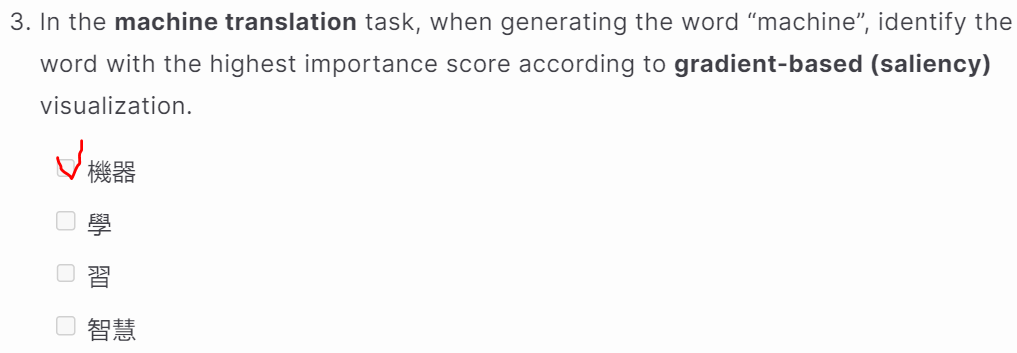 3. In the machine translation task, when generating the word “machine”, identify the
word with the highest importance score according to gradient-based (saliency)
visualization.
機器
學
習
智慧